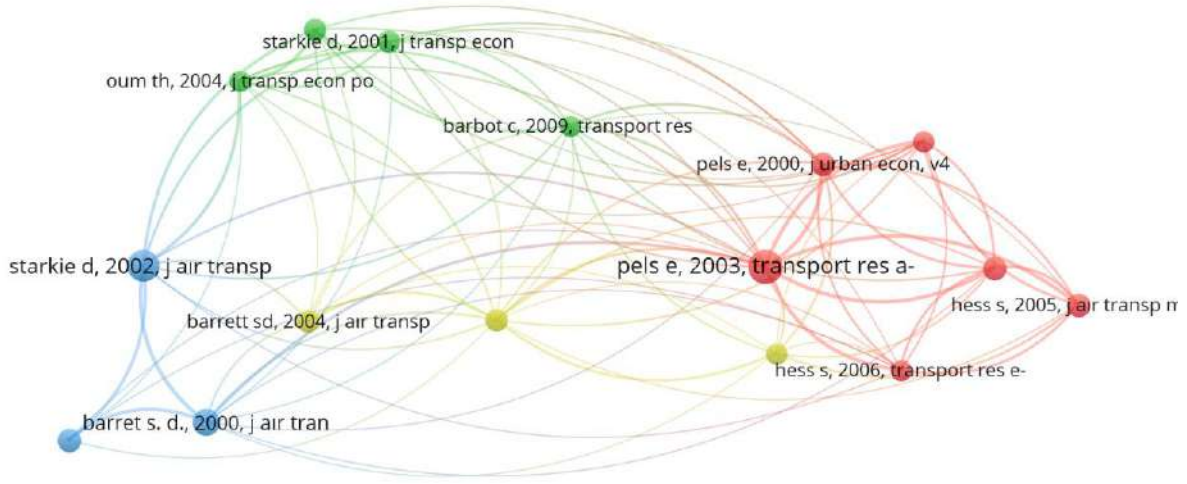 starkie d, 2001, j transp econ
oum th, 2004, j transp econ po
barbot c, 2009, transport res
pels e, 2000, j urban econ, v4
starkie d, 2002, j air transp
pels e, 2003, transport res a-
hess s, 2005, j air transp m
barrett sd, 2004, j air transp
hess s, 2006, transport res e-
barret s. d., 2000, j air tran